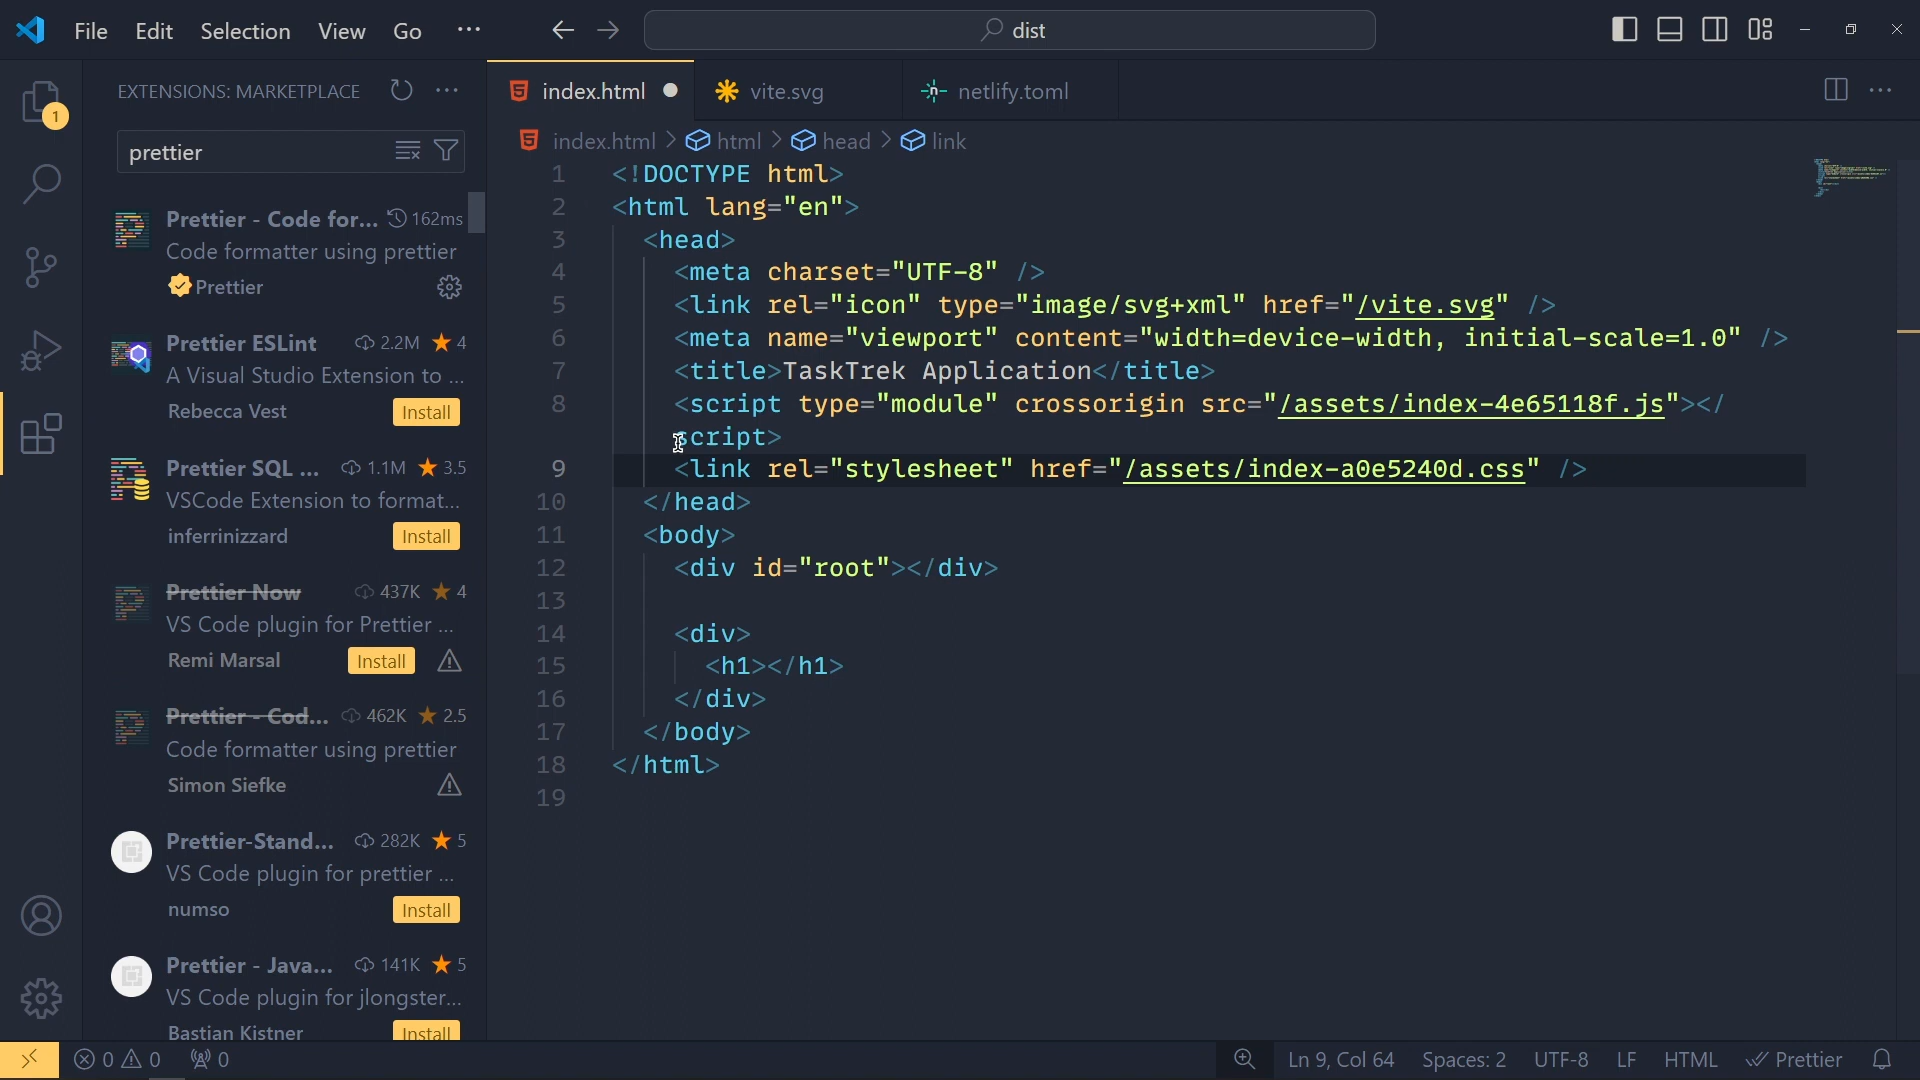 File Edit Selection View Go ··· dist
EXTENSIONS: MARKETPLACE ···
prettier
Prettier - Code for... 162ms
Code formatter using prettier
Prettier
Prettier ESLint 2.2M 4
A Visual Studio Extension to ...
Rebecca Vest Install
Prettier SQL ... 1.1M 3.5
VSCode Extension to format...
inferrinizzard Install
Prettier Now 437K 4
VS Code plugin for Prettier ...
Remi Marsal Install
Prettier - Cod... 462K 2.5
Code formatter using prettier
Simon Siefke
Prettier-Stand... 282K 5
VS Code plugin for prettier ...
numso Install
Prettier - Java... 141K 5
VS Code plugin for jlongster...
Bastian Kistner Install
1
index.html vite.svg netlify.toml ···
index.html > html > head > link
1 <!DOCTYPE html>
2 <html lang="en">
3 <head>
4 <meta charset="UTF-8" />
5 <link rel="icon" type="image/svg+xml" href="/vite.svg" />
6 <meta name="viewport" content="width=device-width, initial-scale=1.0" />
7 <title>TaskTrek Application</title>
8 <script type="module" crossorigin src="/assets/index-4e65118f.js"></
script>
9 <link rel="stylesheet" href="/assets/index-a0e5240d.css" />
10 </head>
11 <body>
12 <div id="root"></div>
13
14 <div>
15 <h1></h1>
16 </div>
17 </body>
18 </html>
19
0 0 0 Ln 9, Col 64 Spaces: 2 UTF-8 LF HTML Prettier